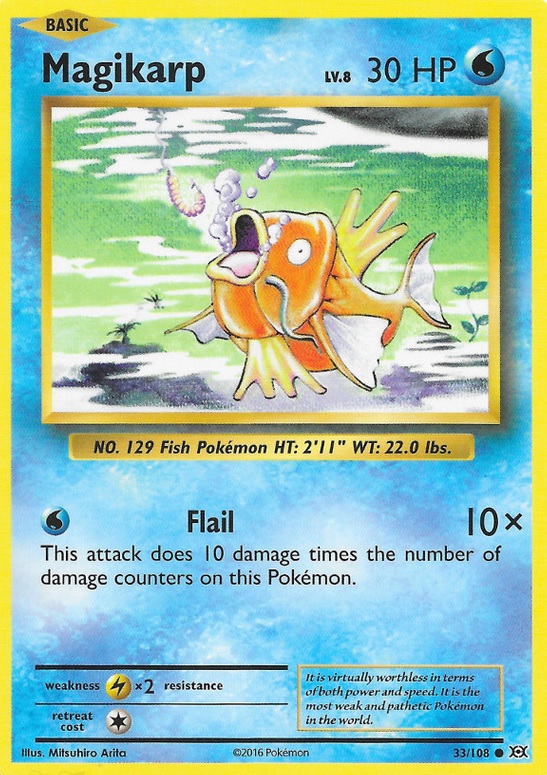 BASIC
Magikarp LV.8 30 HP
NO. 129 Fish Pokémon HT: 2'11" WT: 22.0 lbs.
Flail 10×
This attack does 10 damage times the number of
damage counters on this Pokémon.
weakness ×2 resistance
retreat
cost
It is virtually worthless in terms
of both power and speed. It is the
most weak and pathetic Pokémon
in the world.
Illus. Mitsuhiro Arita ©2016 Pokémon 33/108